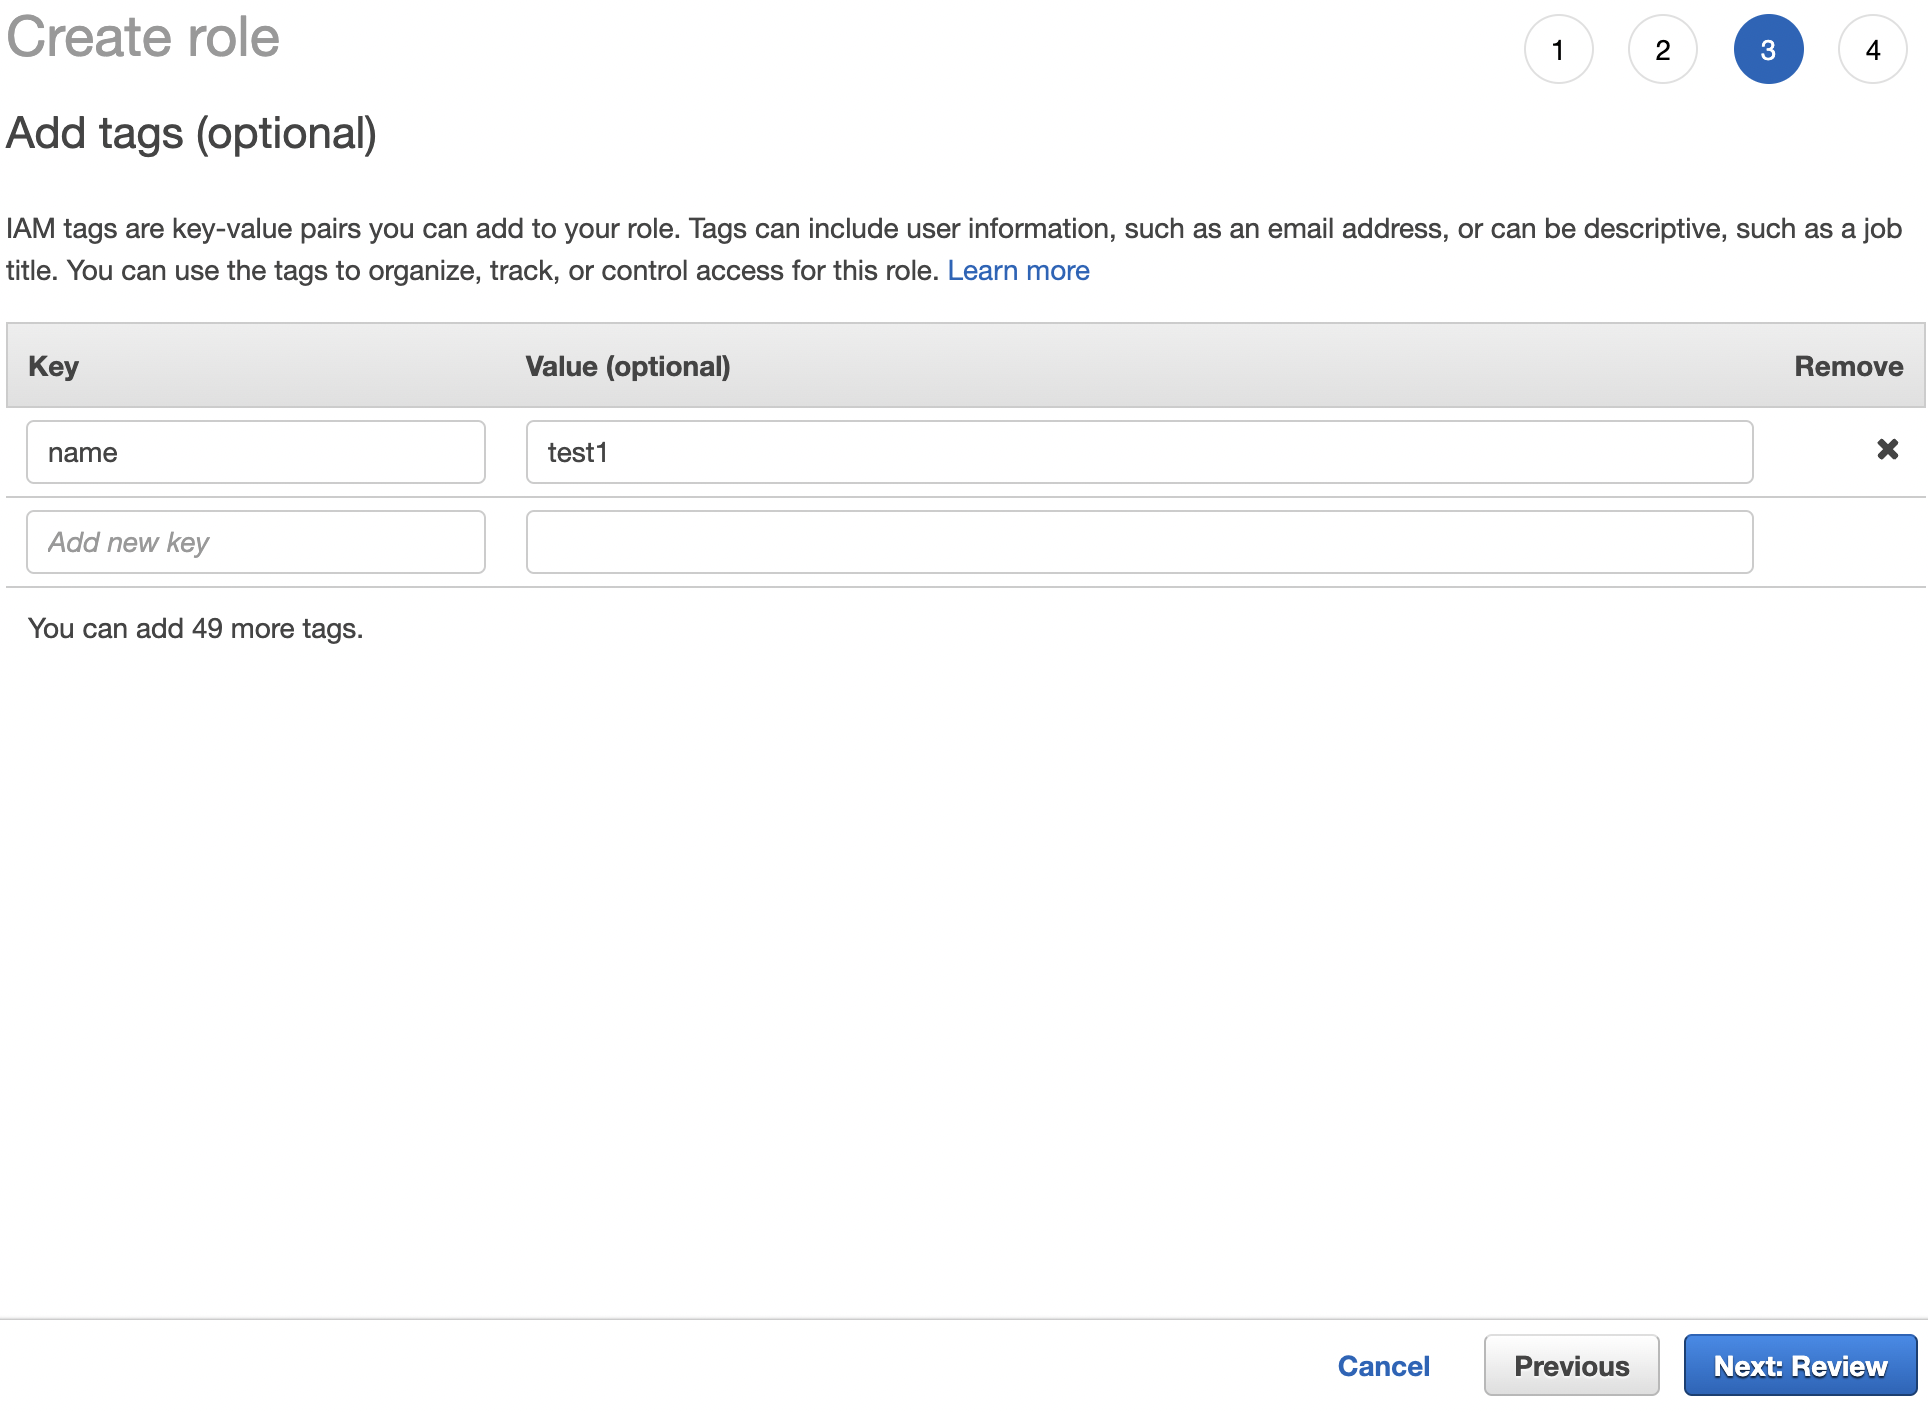 Create role
1 2 3 4
Add tags (optional)
IAM tags are key-value pairs you can add to your role. Tags can include user information, such as an email address, or can be descriptive, such as a job
title. You can use the tags to organize, track, or control access for this role. Learn more
Key Value (optional) Remove
name test1
Add new key
You can add 49 more tags.
Cancel Previous Next: Review